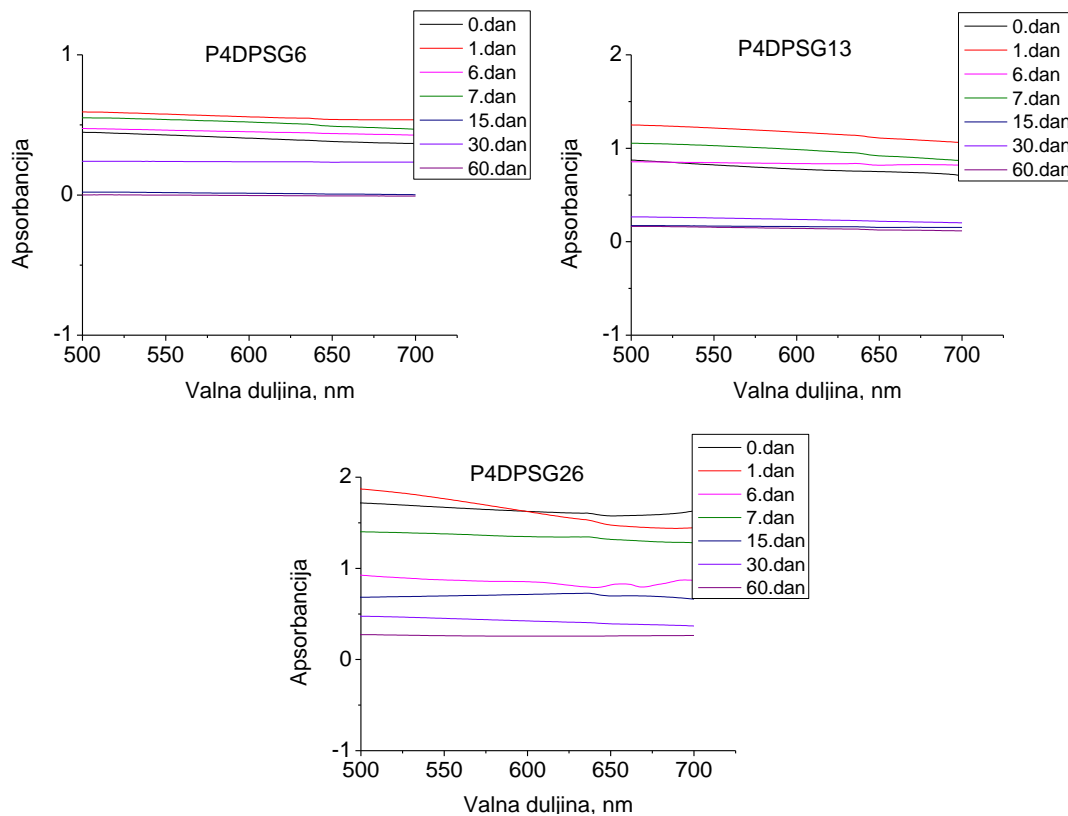 P4DPSG6
0.dan
1.dan
6.dan
7.dan
15.dan
30.dan
60.dan
1
0
-1
Apsorbancija
500 550 600 650 700
Valna duljina, nm
P4DPSG13
0.dan
1.dan
6.dan
7.dan
15.dan
30.dan
60.dan
2
1
0
-1
Apsorbancija
500 550 600 650 700
Valna duljina, nm
P4DPSG26
0.dan
1.dan
6.dan
7.dan
15.dan
30.dan
60.dan
2
1
0
-1
Apsorbancija
500 550 600 650 700
Valna duljina, nm